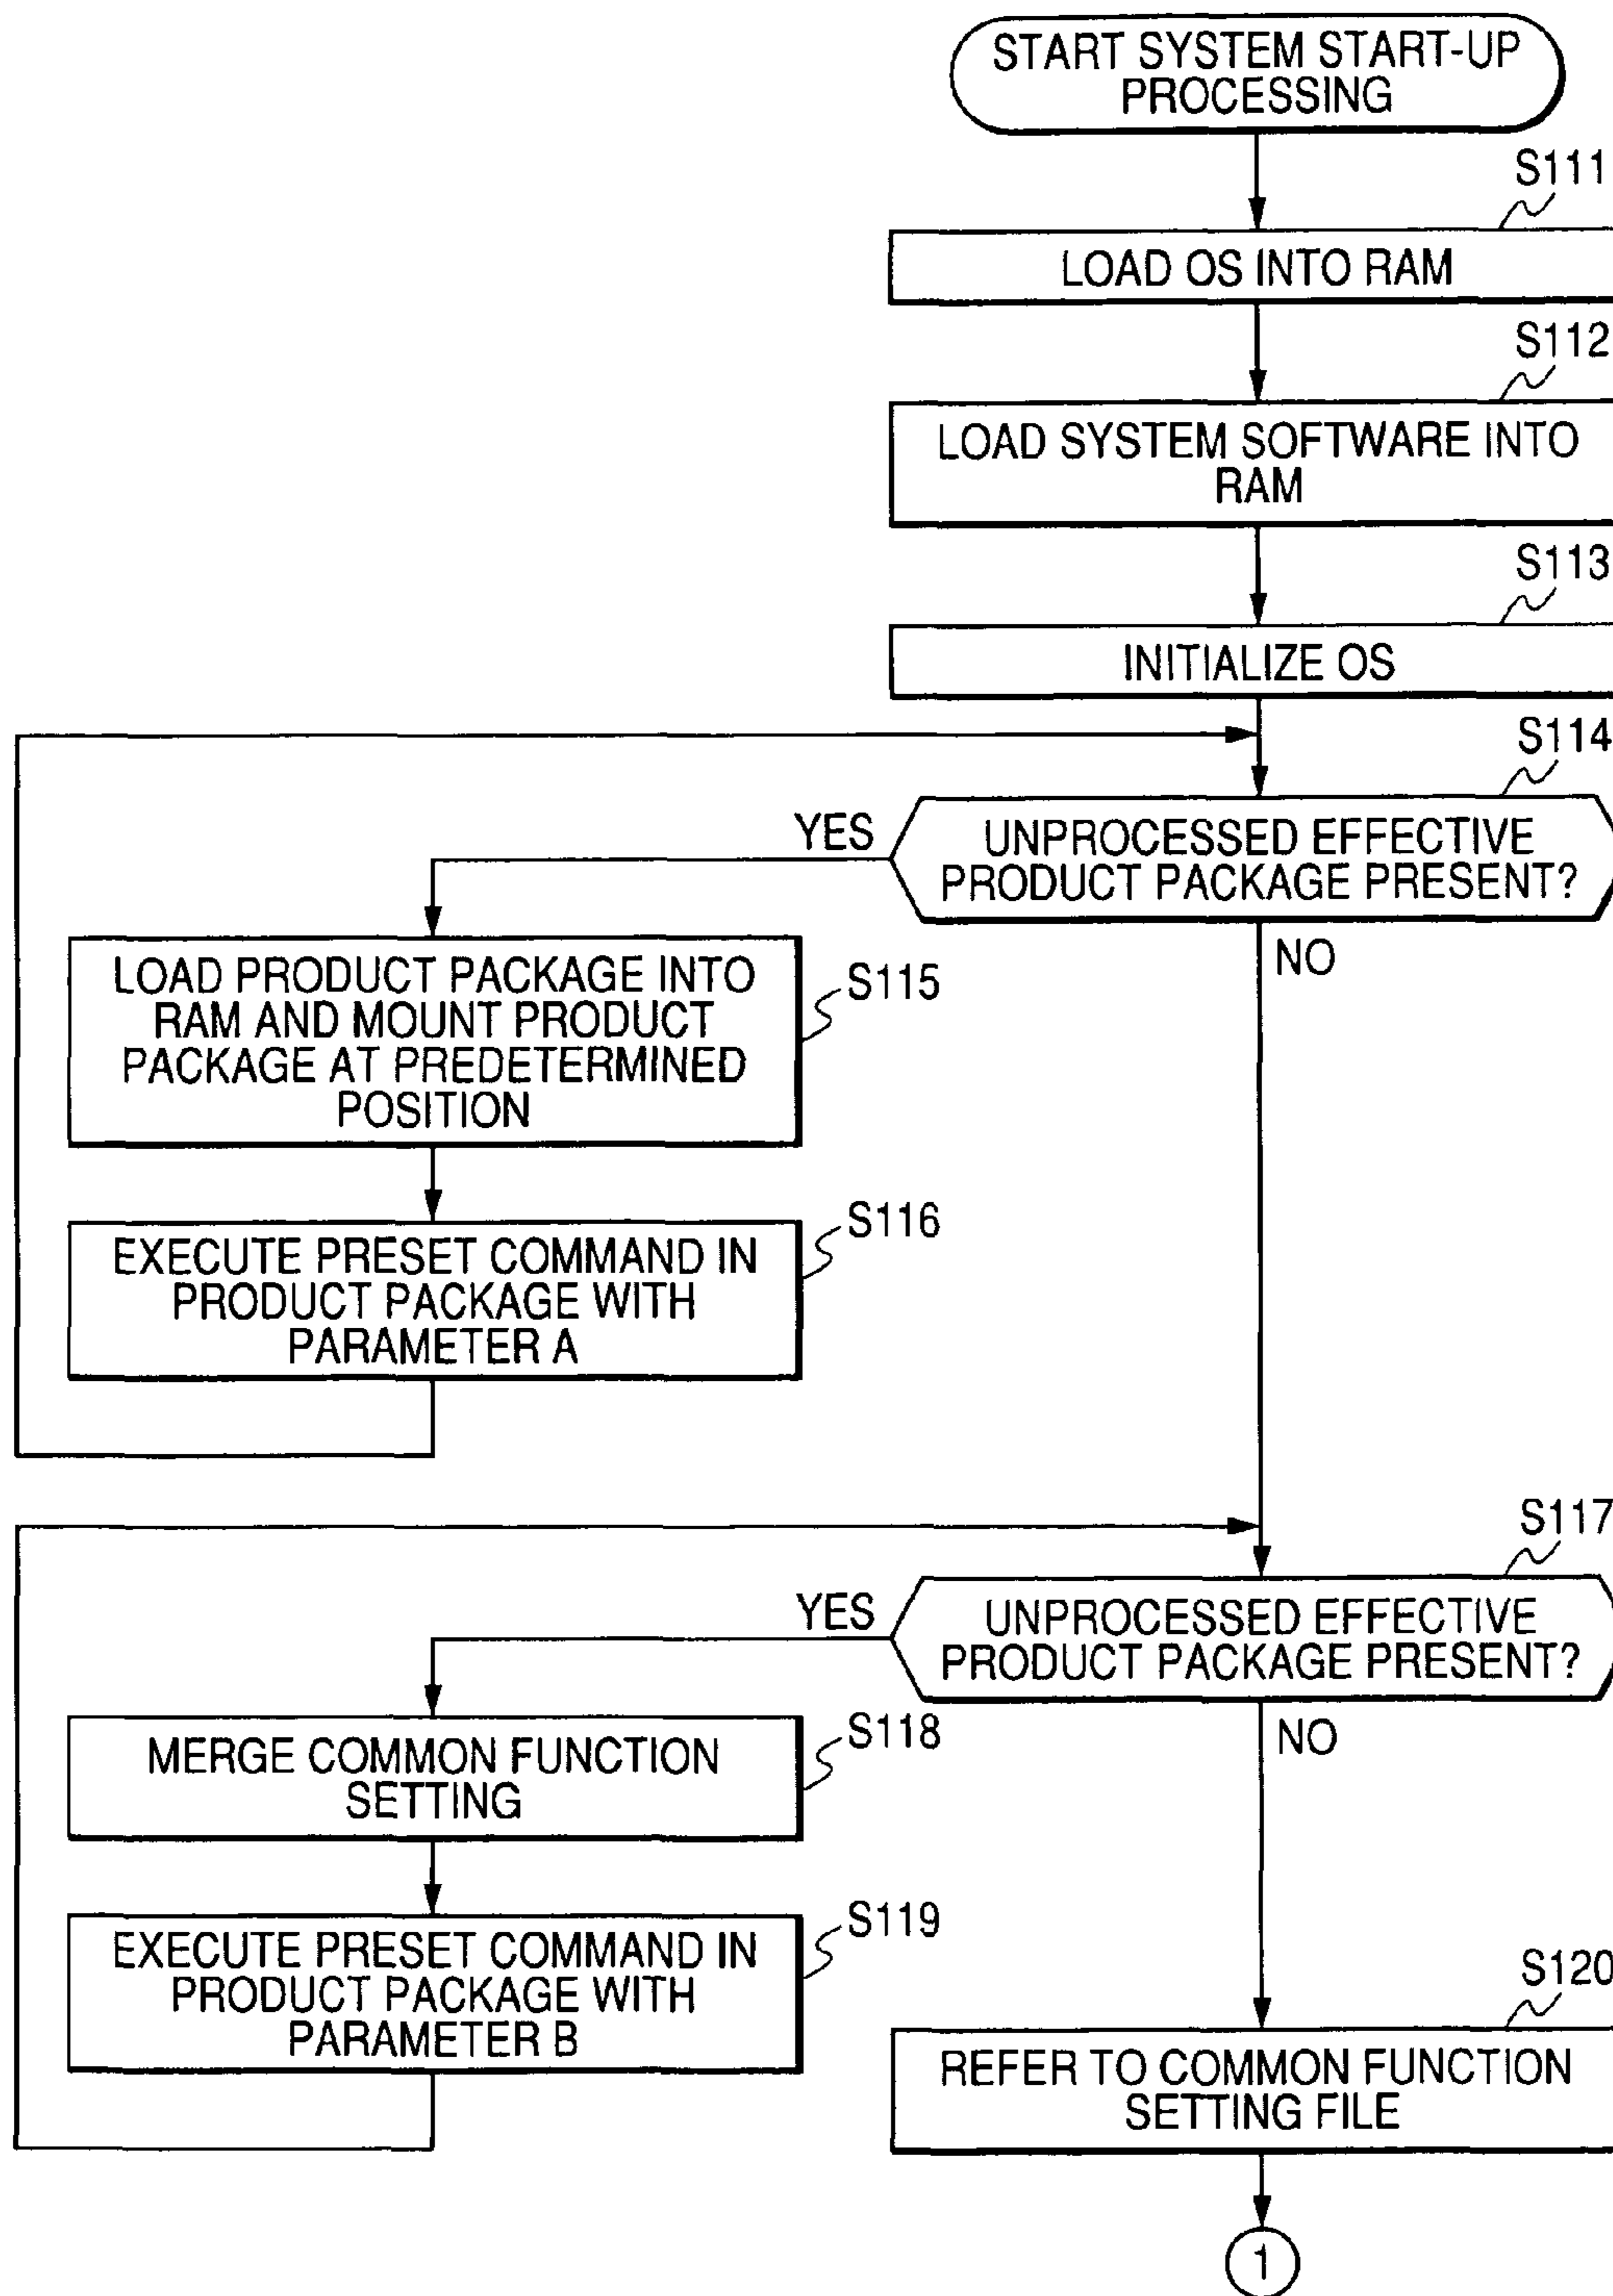 START SYSTEM START-UP
PROCESSING
S111
LOAD OS INTO RAM
S112
LOAD SYSTEM SOFTWARE INTO
RAM
S113
INITIALIZE OS
S114
YES
UNPROCESSED EFFECTIVE
PRODUCT PACKAGE PRESENT?
NO
LOAD PRODUCT PACKAGE INTO
RAM AND MOUNT PRODUCT
PACKAGE AT PREDETERMINED
POSITION
S115
EXECUTE PRESET COMMAND IN
PRODUCT PACKAGE WITH
PARAMETER A
S116
S117
YES
UNPROCESSED EFFECTIVE
PRODUCT PACKAGE PRESENT?
NO
MERGE COMMON FUNCTION
SETTING
S118
EXECUTE PRESET COMMAND IN
PRODUCT PACKAGE WITH
PARAMETER B
S119
S120
REFER TO COMMON FUNCTION
SETTING FILE
1